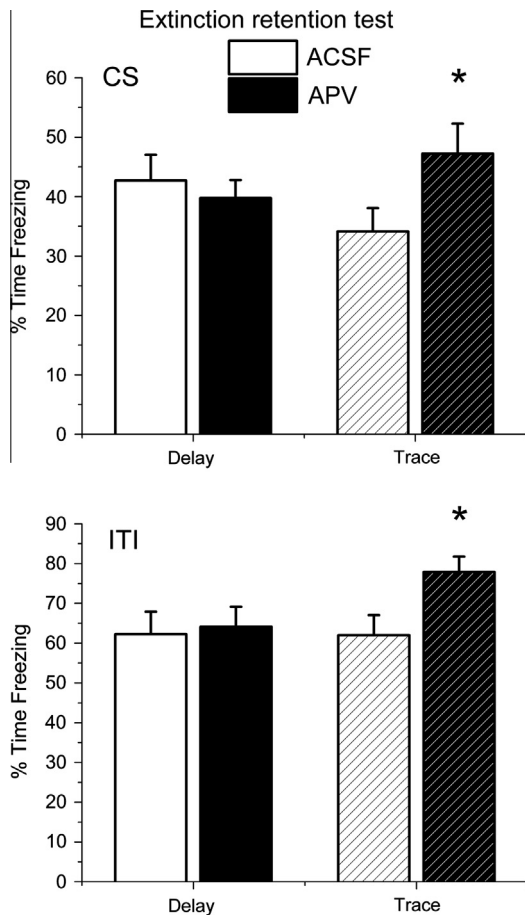 Extinction retention test
CS
ACSF
APV
*
60
50
40
30
20
10
0
% Time Freezing
Delay
Trace
ITI
*
90
80
70
60
50
40
30
20
10
0
% Time Freezing
Delay
Trace